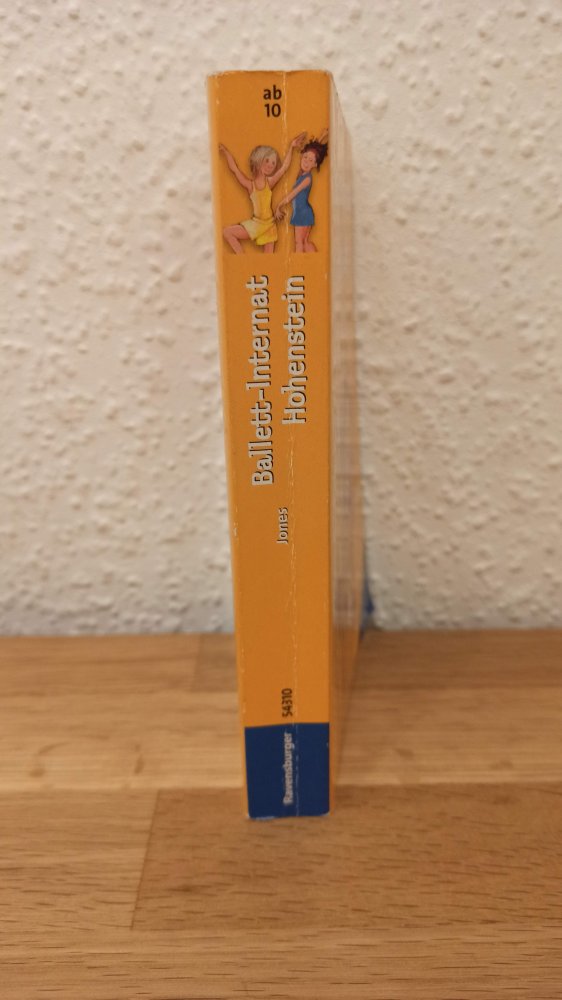 ab
10
Ballett-Internat
Hohenstein
Jones
54310
Ravensburger